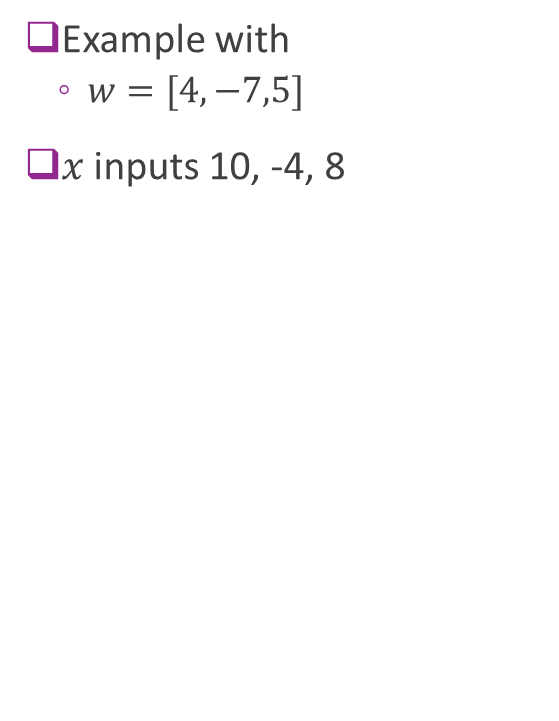 Example with
w = [4, −7,5]
x inputs 10, -4, 8